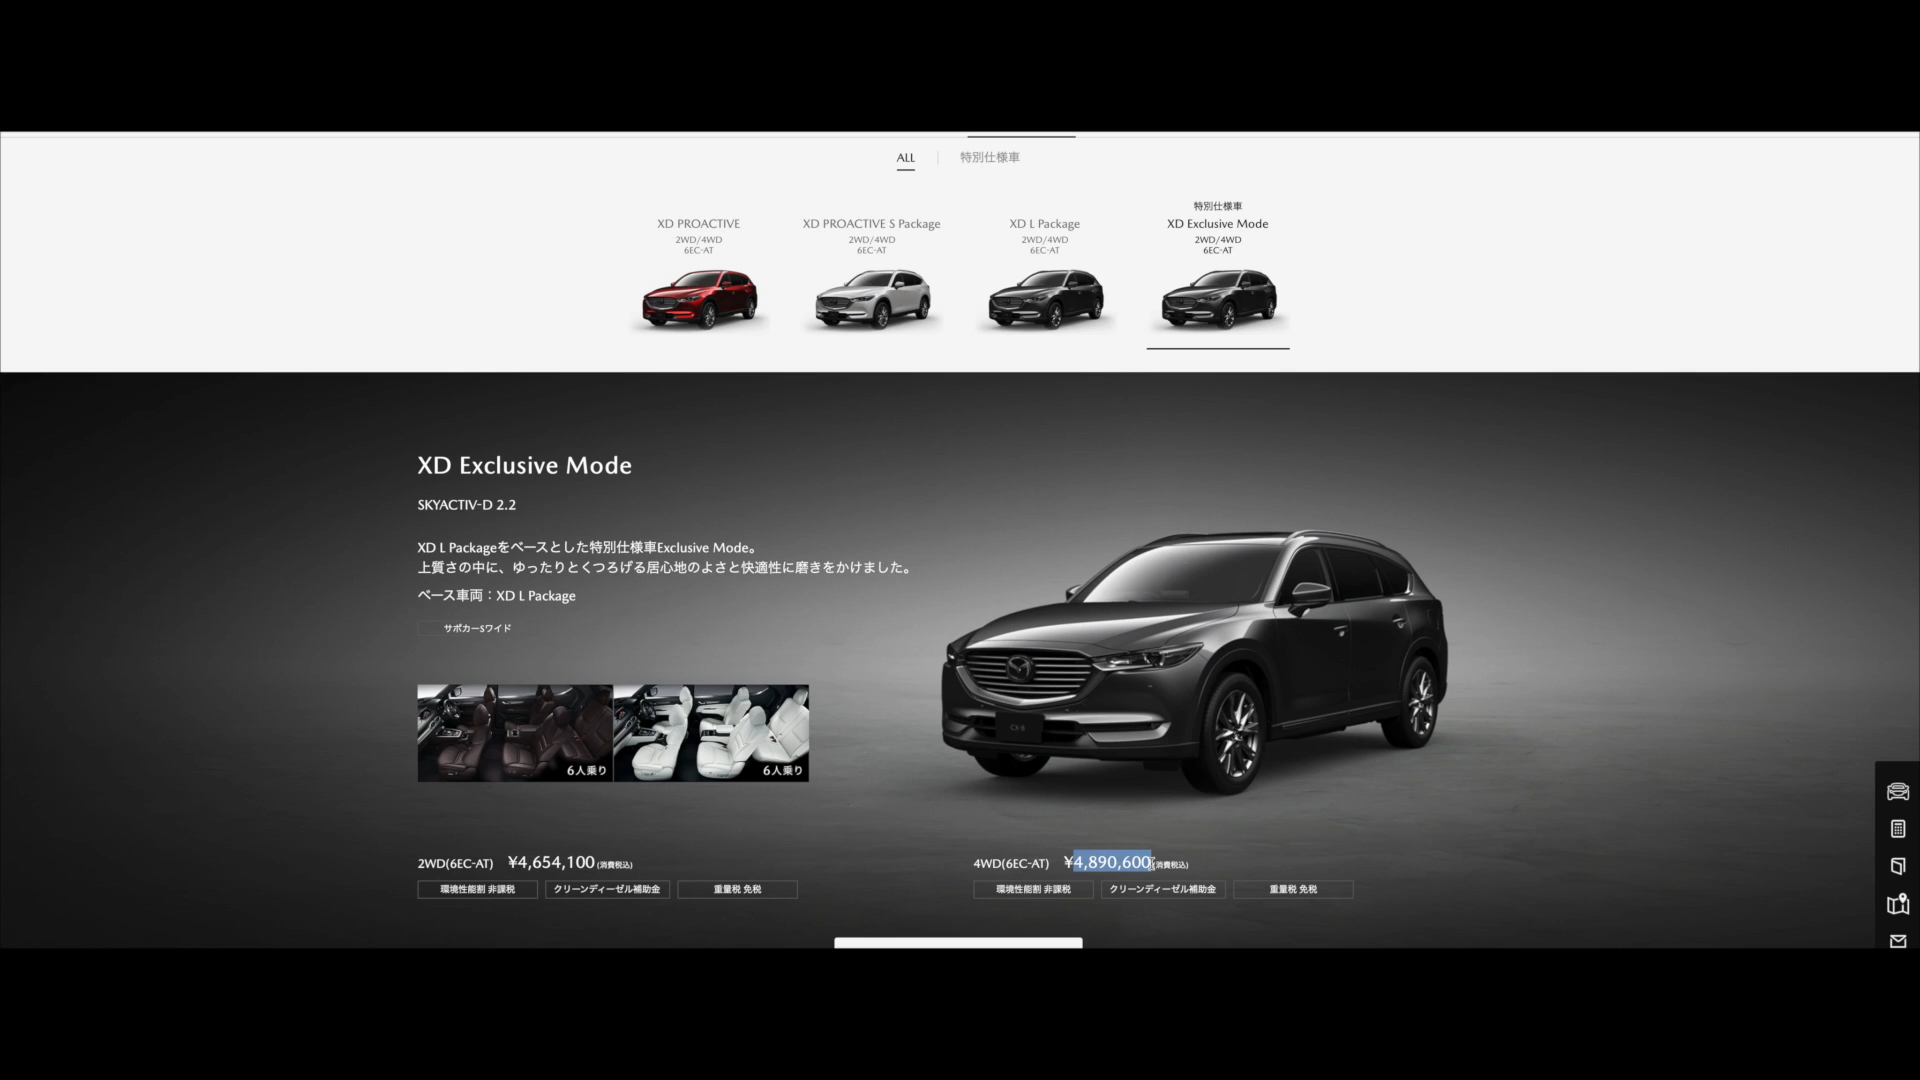 ALL
特別仕様車
XD PROACTIVE
2WD/4WD
6EC-AT
XD PROACTIVE S Package
2WD/4WD
6EC-AT
XD L Package
2WD/4WD
6EC-AT
特別仕様車
XD Exclusive Mode
2WD/4WD
6EC-AT
XD Exclusive Mode
SKYACTIV-D 2.2
XD L Packageをベースとした特別仕様車Exclusive Mode。
上質さの中に、ゆったりとくつろげる居心地のよさと快適性に磨きをかけました。
ベース車両：XD L Package
サポカーSワイド
6人乗り
6人乗り
CX-8
2WD(6EC-AT) ¥4,654,100 (消費税込)
環境性能割 非課税
クリーンディーゼル補助金
重量税 免税
4WD(6EC-AT) ¥4,890,600 (消費税込)
環境性能割 非課税
クリーンディーゼル補助金
重量税 免税